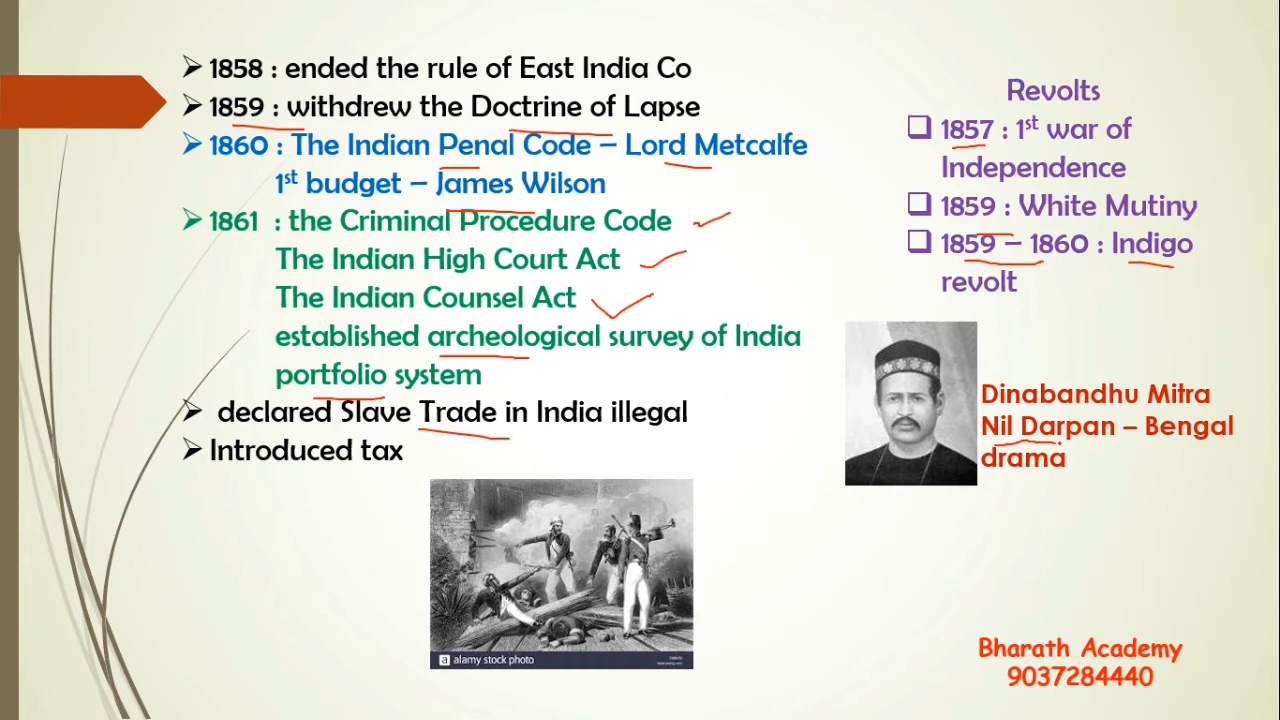 1858 : ended the rule of East India Co
1859 : withdrew the Doctrine of Lapse
1860 : The Indian Penal Code – Lord Metcalfe
1st budget – James Wilson
1861 : the Criminal Procedure Code
The Indian High Court Act
The Indian Counsel Act
established archeological survey of India
portfolio system
declared Slave Trade in India illegal
Introduced tax
Revolts
1857 : 1st war of
Independence
1859 : White Mutiny
1859 – 1860 : Indigo
revolt
Dinabandhu Mitra
Nil Darpan – Bengal
drama
a alamy stock photo
Bharath Academy
9037284440